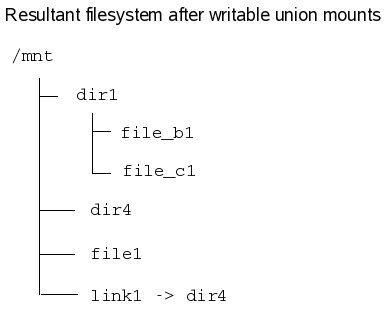 Resultant filesystem after writable union mounts
/mnt
dir1
file_b1
file_c1
dir4
file1
link1 -> dir4